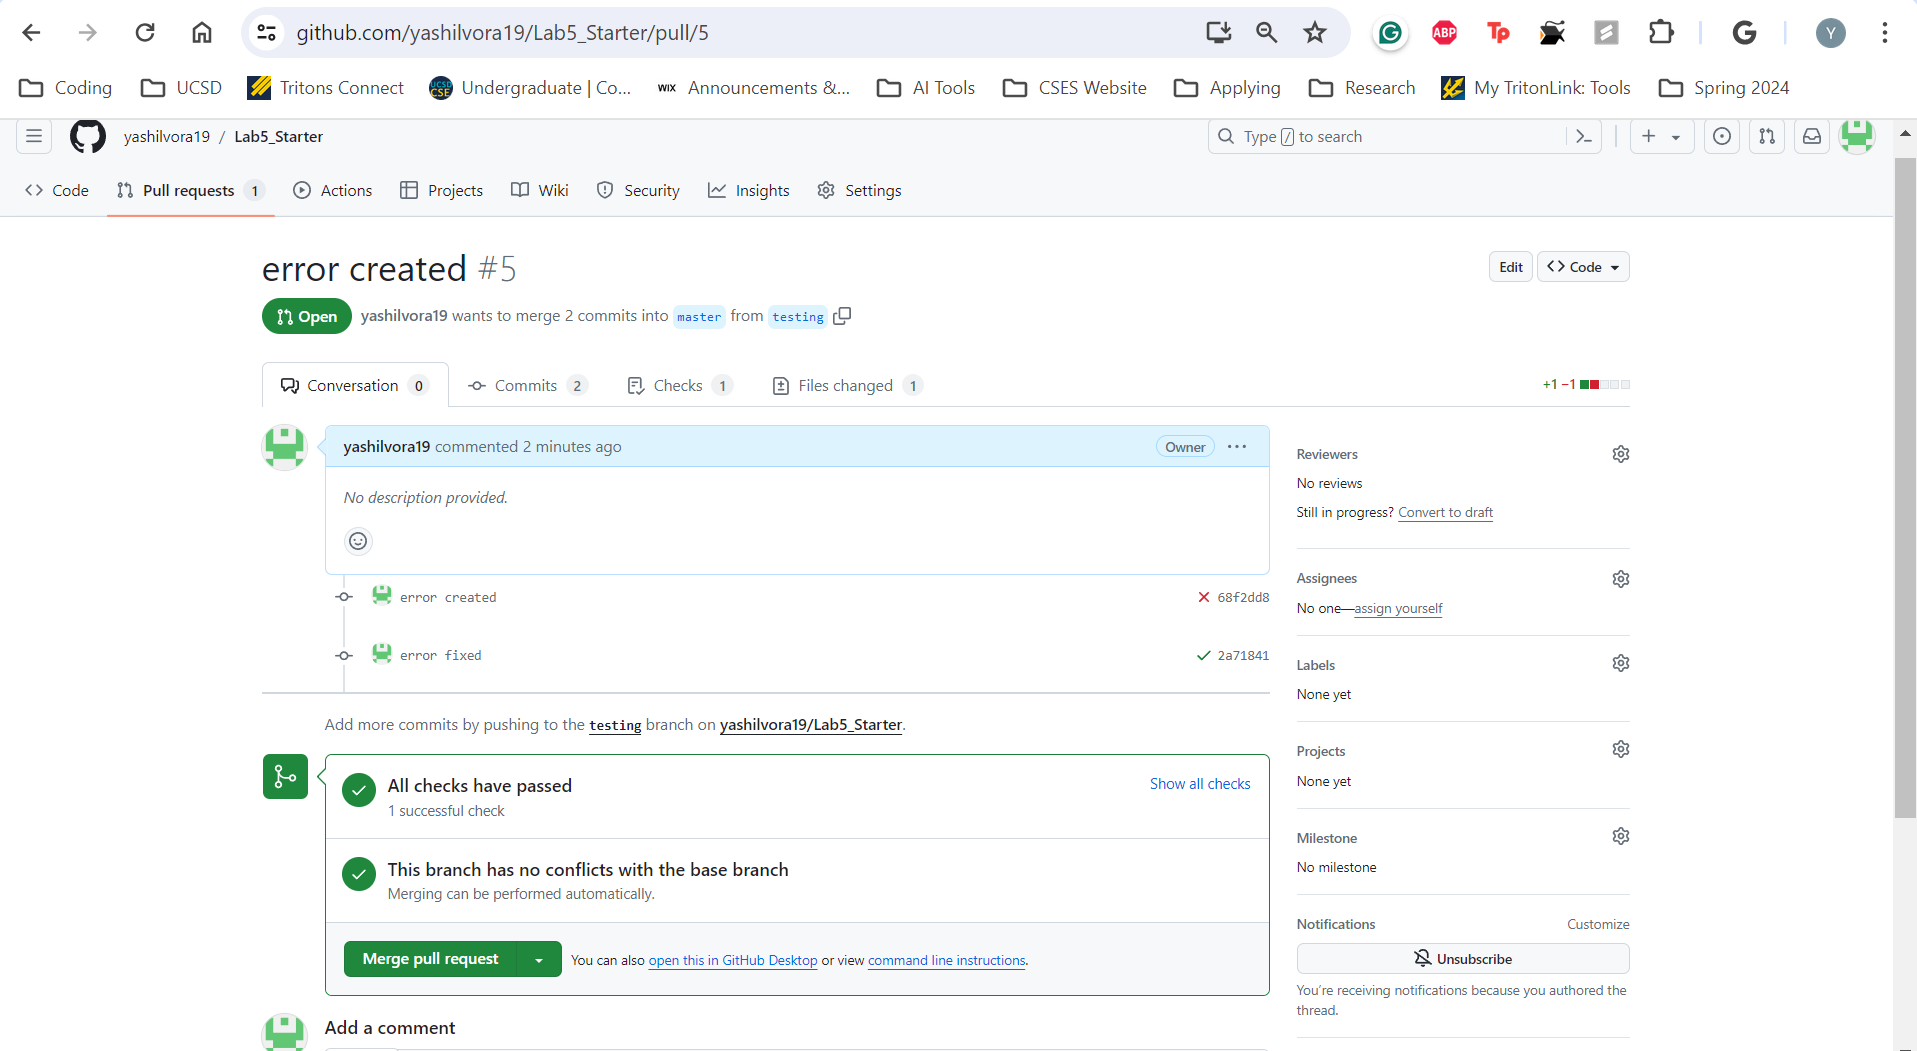 github.com/yashilvora19/Lab5_Starter/pull/5
ABP
Tp
Y
Coding
UCSD
Tritons Connect
UCSD CSE
Undergraduate | Co...
WIX
Announcements &...
AI Tools
CSES Website
Applying
Research
My TritonLink: Tools
Spring 2024
yashilvora19 / Lab5_Starter
Type / to search
Code
Pull requests 1
Actions
Projects
Wiki
Security
Insights
Settings
error created #5
Edit
<> Code
Open
yashilvora19 wants to merge 2 commits into master from testing
Conversation 0
Commits 2
Checks 1
Files changed 1
+1 −1
yashilvora19 commented 2 minutes ago
Owner
No description provided.
error created
68f2dd8
error fixed
2a71841
Add more commits by pushing to the testing branch on yashilvora19/Lab5_Starter.
All checks have passed
Show all checks
1 successful check
This branch has no conflicts with the base branch
Merging can be performed automatically.
Merge pull request
You can also open this in GitHub Desktop or view command line instructions.
Add a comment
Reviewers
No reviews
Still in progress? Convert to draft
Assignees
No one—assign yourself
Labels
None yet
Projects
None yet
Milestone
No milestone
Notifications
Customize
Unsubscribe
You're receiving notifications because you authored the
thread.